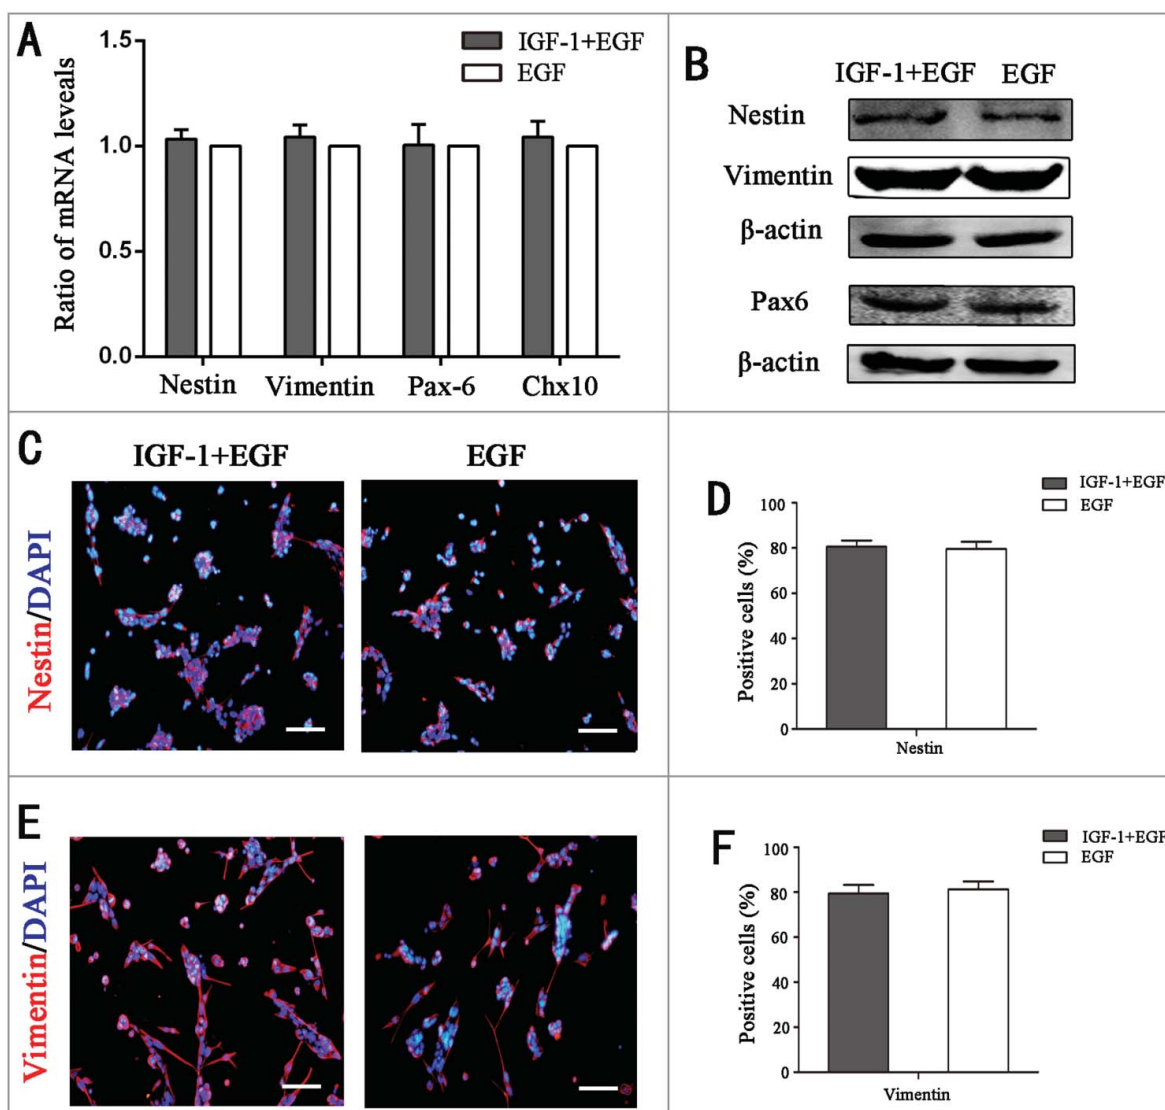 A
1.5
1.0
0.5
0.0
Ratio of mRNA leveals
IGF-1+EGF
EGF
Nestin Vimentin Pax-6 Chx10
B
IGF-1+EGF EGF
Nestin
Vimentin
β-actin
Pax6
β-actin
C
IGF-1+EGF EGF
Nestin/DAPI
D
IGF-1+EGF
EGF
100
80
60
40
20
0
Positive cells (%)
Nestin
E
Vimentin/DAPI
F
IGF-1+EGF
EGF
100
80
60
40
20
0
Positive cells (%)
Vimentin